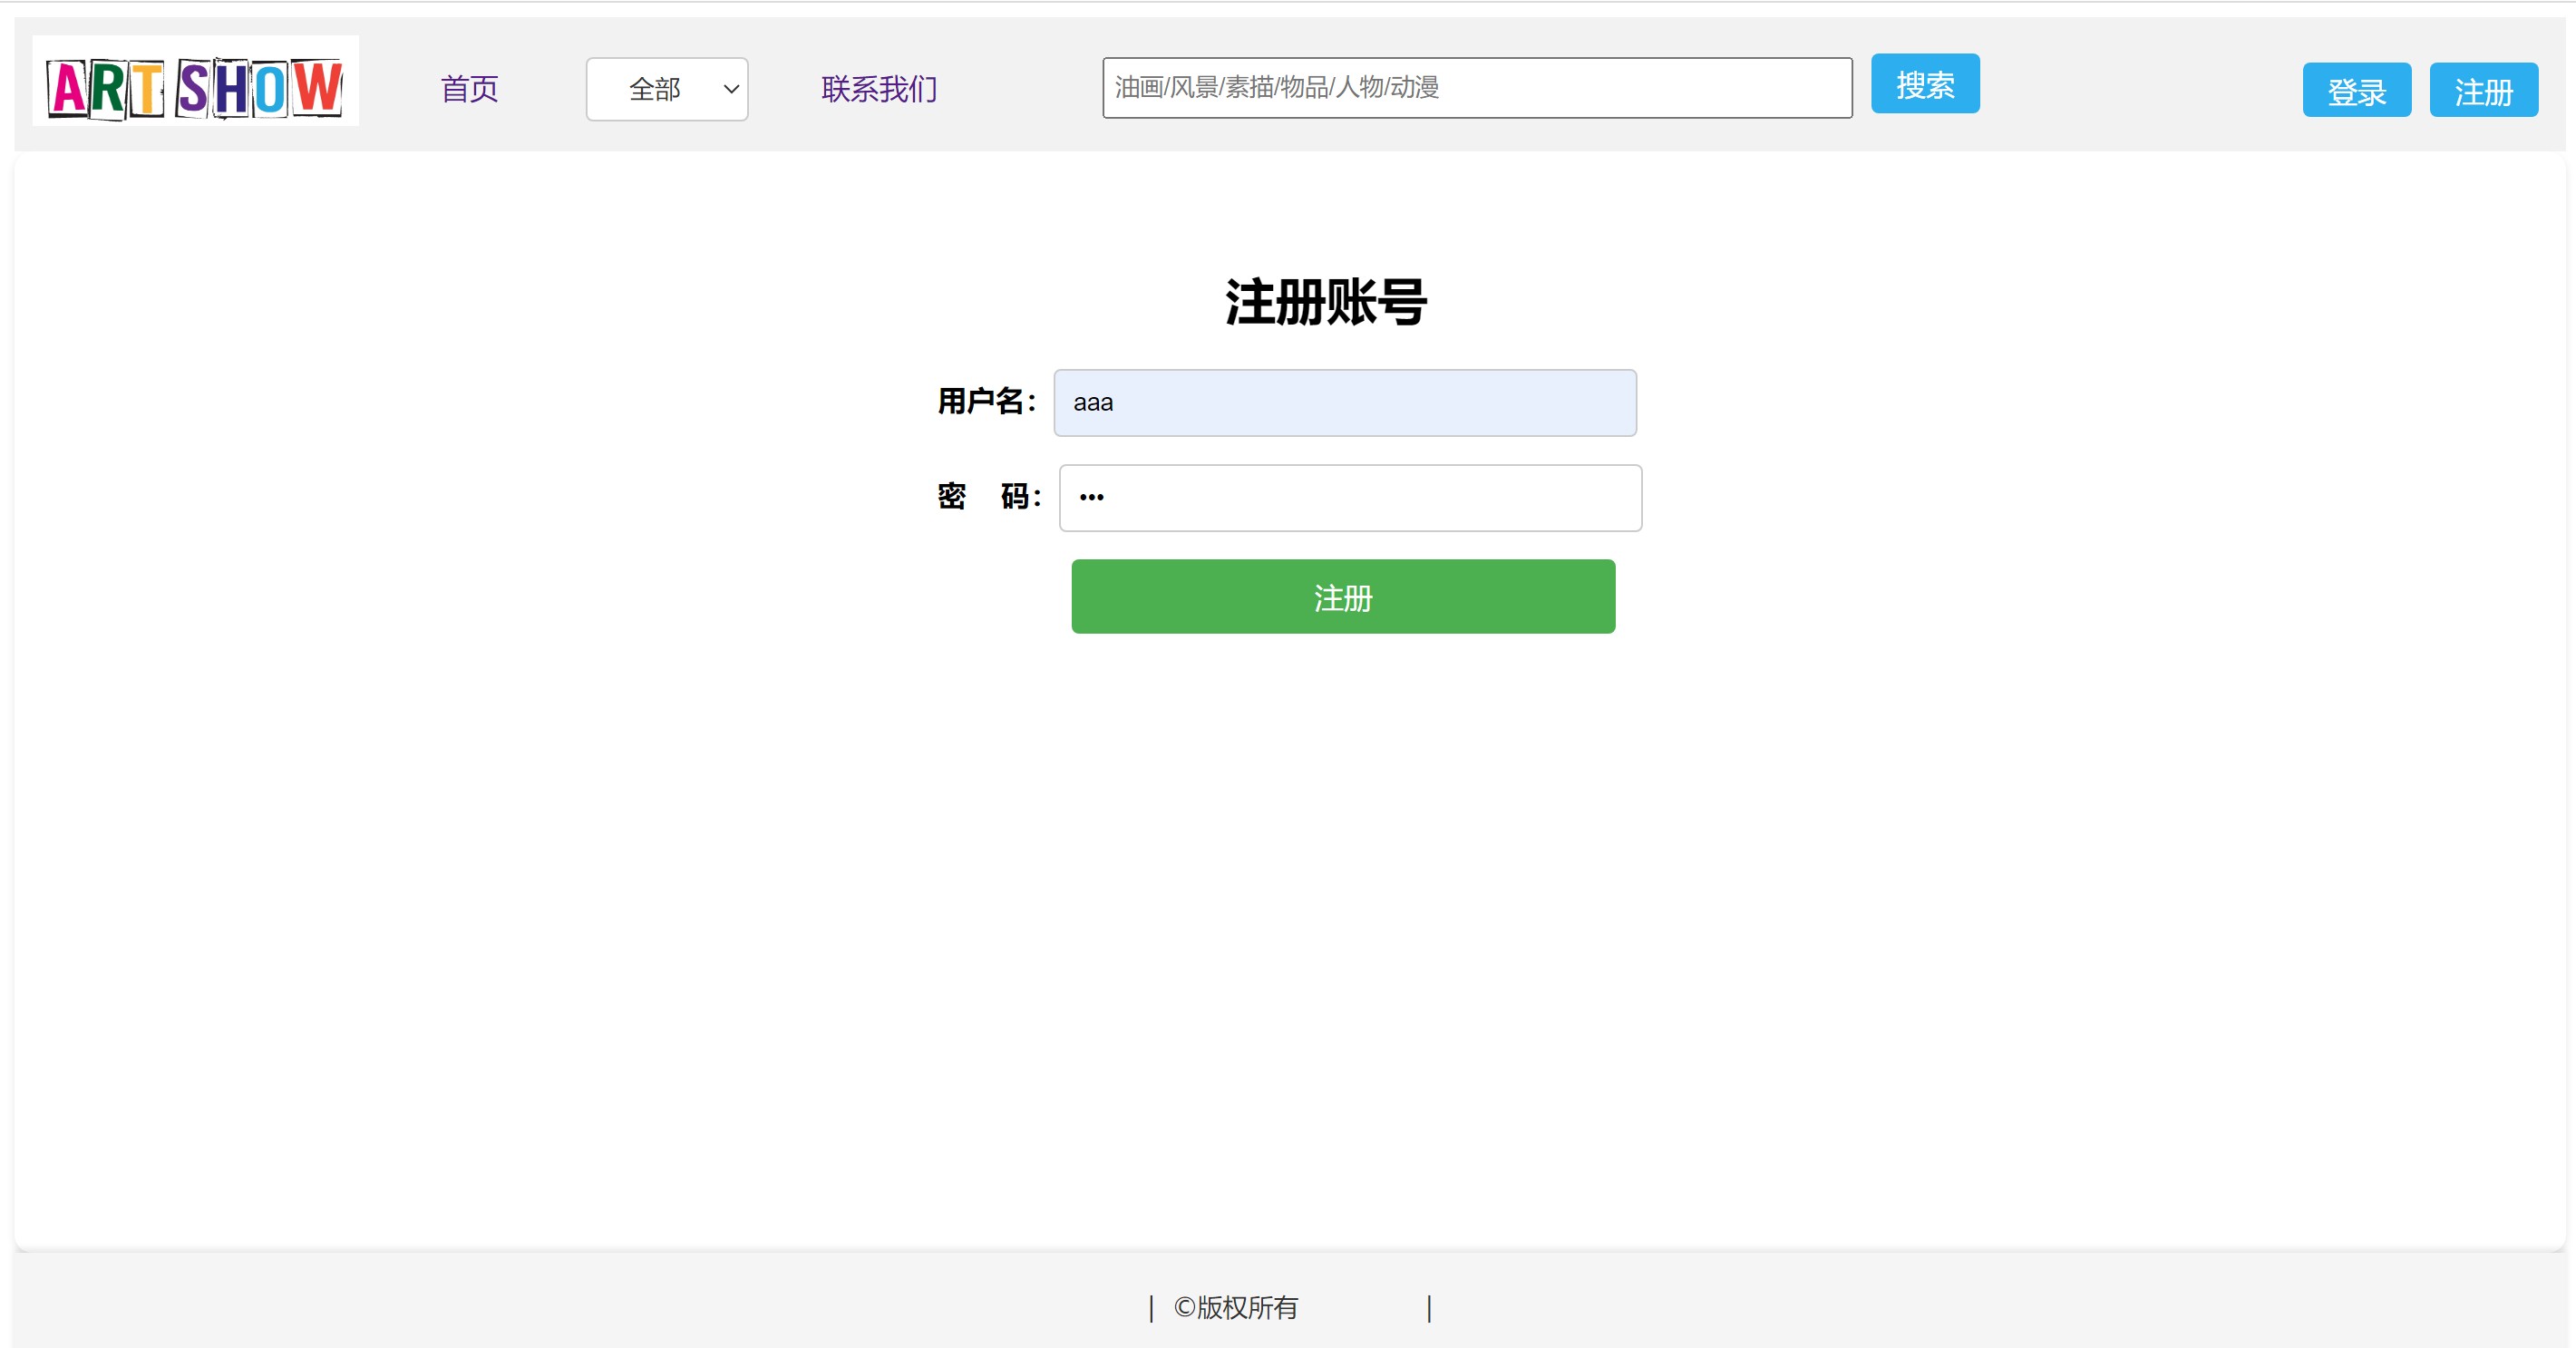 ART SHOW 首页 全部 联系我们 油画/风景/素描/物品/人物/动漫 搜索 登录 注册
注册账号
用户名： aaa
密 码： •••
注册
| ©版权所有 |